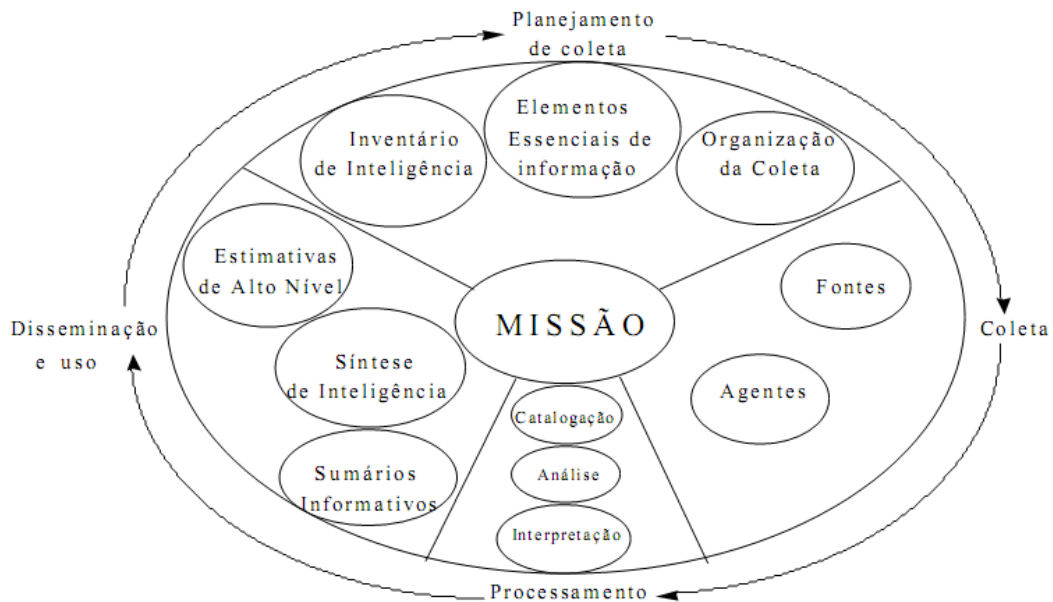 Planejamento
de coleta
Inventário
de Inteligência
Elementos
Essenciais de
informação
Organização
da Coleta
Estimativas
de Alto Nível
Fontes
MISSÃO
Disseminação
e uso
Coleta
Síntese
de Inteligência
Agentes
Catalogação
Análise
Sumários
Informativos
Interpretação
Processamento